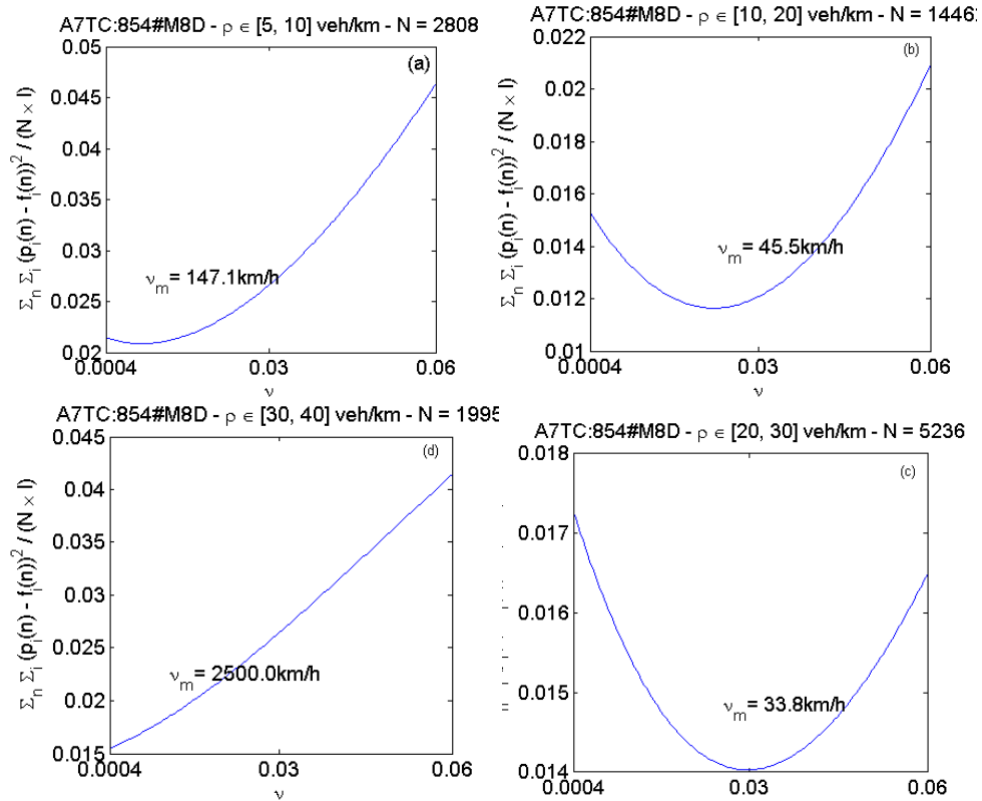 A7TC:854#M8D - ρ ∈ [5, 10] veh/km - N = 2808
(a)
0.05
0.045
0.04
0.035
0.03
0.025
0.02
Σn Σi (pi(n) - fi(n))² / (N × I)
νm= 147.1km/h
0.0004 0.03 0.06
ν
A7TC:854#M8D - ρ ∈ [10, 20] veh/km - N = 14462
(b)
0.022
0.02
0.018
0.016
0.014
0.012
0.01
Σn Σi (pi(n) - fi(n))² / (N × I)
νm= 45.5km/h
0.0004 0.03 0.06
ν
A7TC:854#M8D - ρ ∈ [30, 40] veh/km - N = 1995
(d)
0.045
0.04
0.035
0.03
0.025
0.02
0.015
Σn Σi (pi(n) - fi(n))² / (N × I)
νm= 2500.0km/h
0.0004 0.03 0.06
ν
A7TC:854#M8D - ρ ∈ [20, 30] veh/km - N = 5236
(c)
0.018
0.017
0.016
0.015
0.014
νm= 33.8km/h
0.0004 0.03 0.06